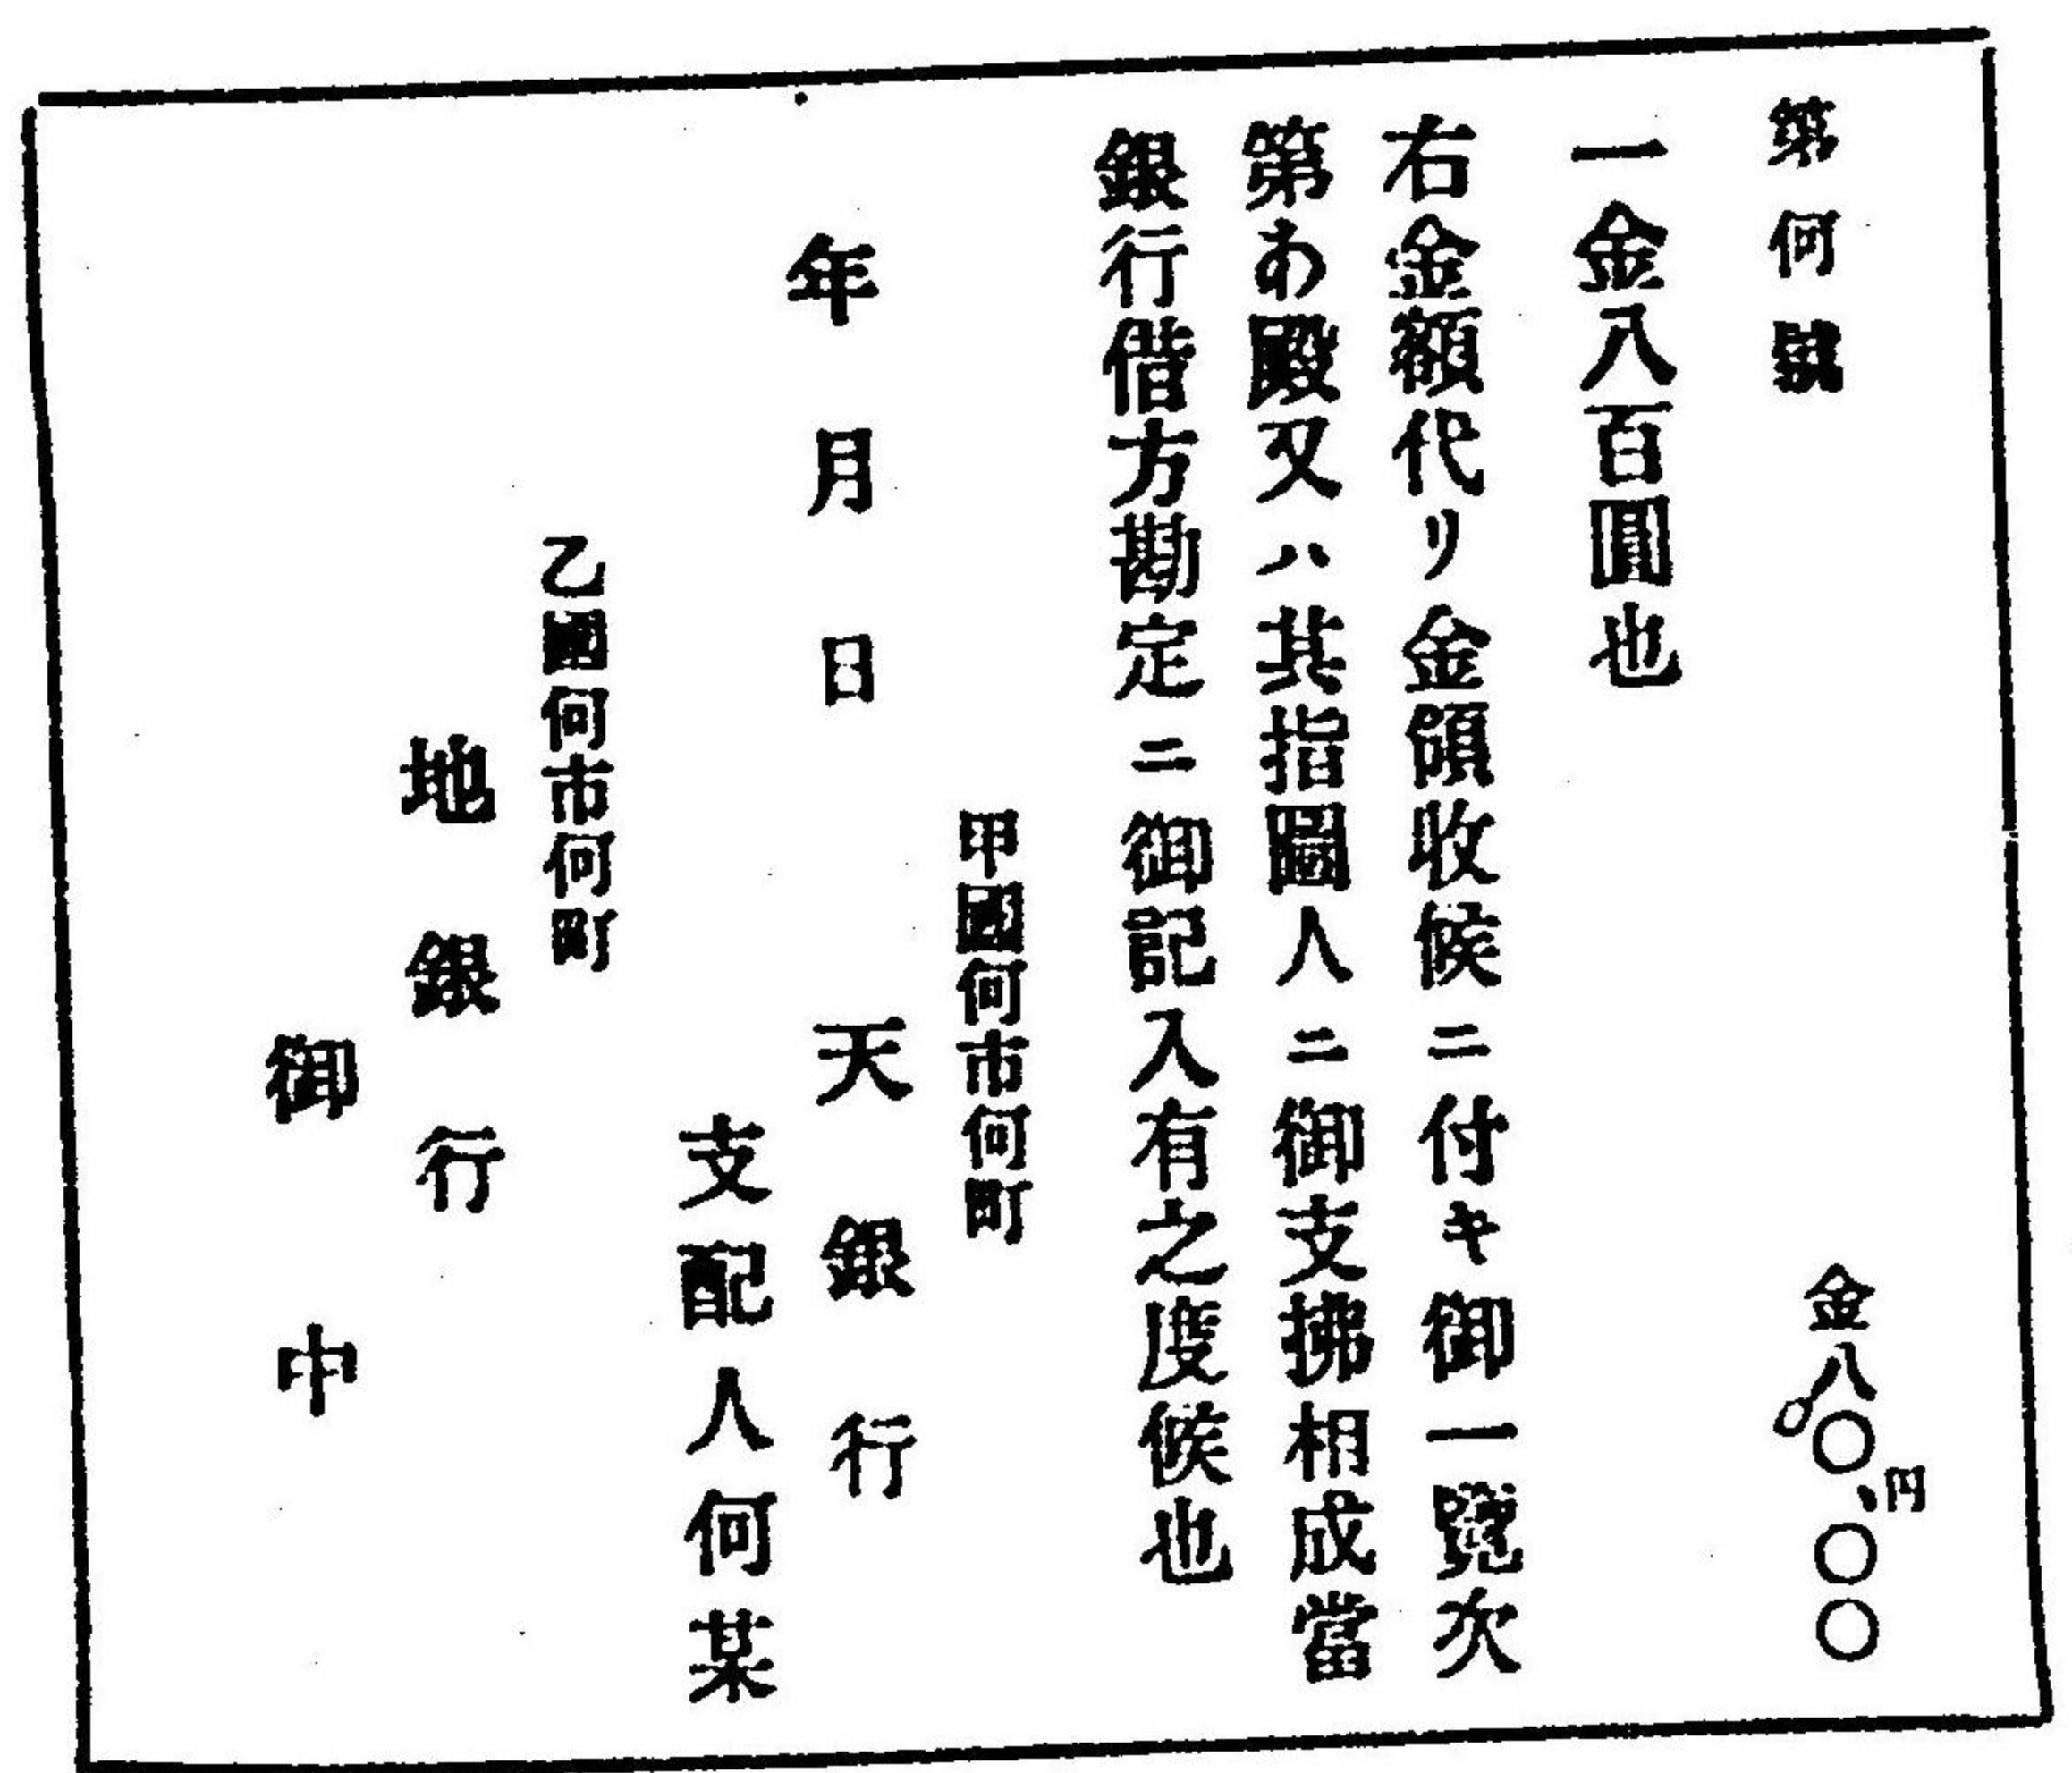 第何號
金八〇〇、円〇〇
一金八百圓也
右金額代リ金領收候ニ付キ御一覽次
第あ殿又ハ其指圖人ニ御支拂相成當
銀行借方勘定ニ御記入有之度候也
甲國何市何町
年月日
天銀行
支配人何某
乙國何市何町
地銀行
御中